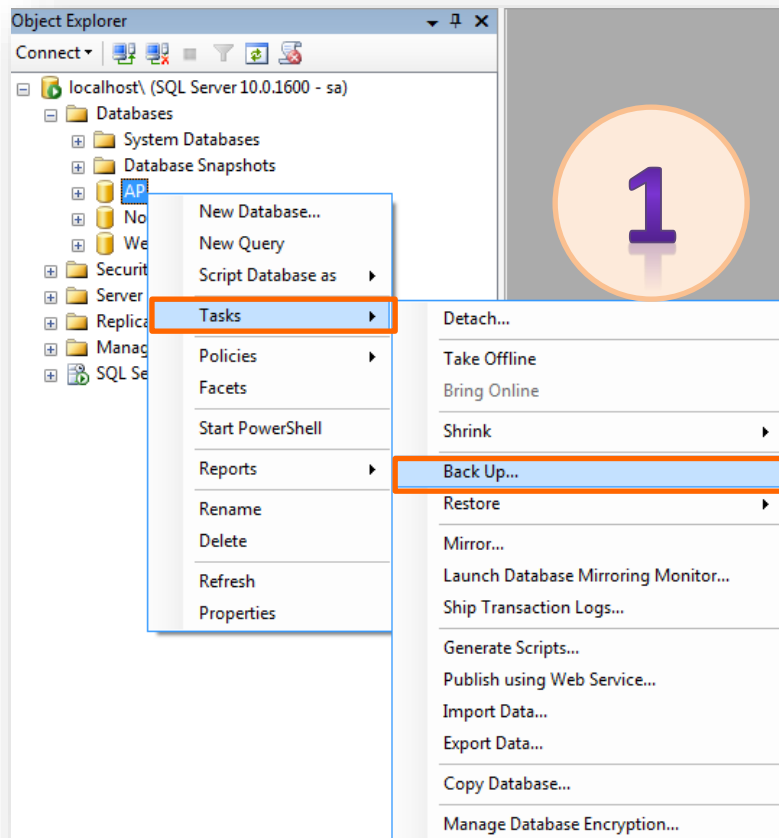 Object Explorer
Connect
localhost\ (SQL Server 10.0.1600 - sa)
Databases
System Databases
Database Snapshots
AP
No
We
Securit
Server
Replica
Manag
SQL Se
1
New Database...
New Query
Script Database as
Tasks
Policies
Facets
Start PowerShell
Reports
Rename
Delete
Refresh
Properties
Detach...
Take Offline
Bring Online
Shrink
Back Up...
Restore
Mirror...
Launch Database Mirroring Monitor...
Ship Transaction Logs...
Generate Scripts...
Publish using Web Service...
Import Data...
Export Data...
Copy Database...
Manage Database Encryption...